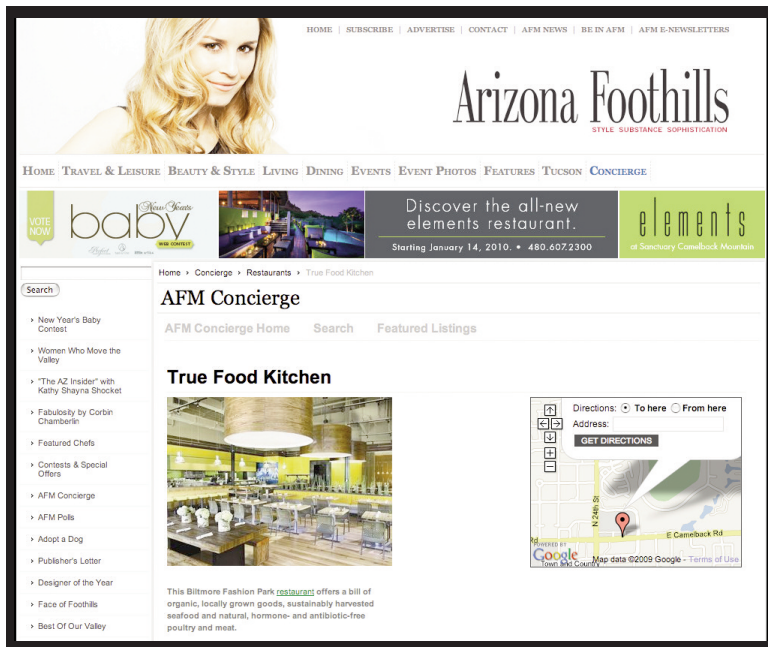 HOME | SUBSCRIBE | ADVERTISE | CONTACT | AFM NEWS | BE IN AFM | AFM E-NEWSLETTERS
Arizona Foothills
STYLE SUBSTANCE SOPHISTICATION
HOME TRAVEL & LEISURE BEAUTY & STYLE LIVING DINING EVENTS EVENT PHOTOS FEATURES TUCSON CONCIERGE
VOTE NOW
New Year's
baby
WEB CONTEST
Discover the all-new
elements restaurant.
Starting January 14, 2010. • 480.607.2300
elements
at Sanctuary Camelback Mountain
Home › Concierge › Restaurants › True Food Kitchen
Search
AFM Concierge
AFM Concierge Home Search Featured Listings
› New Year's Baby
Contest
› Women Who Move the
Valley
› "The AZ Insider" with
Kathy Shayna Shocket
› Fabulosity by Corbin
Chamberlin
› Featured Chefs
› Contests & Special
Offers
› AFM Concierge
› AFM Polls
› Adopt a Dog
› Publisher's Letter
› Designer of the Year
› Face of Foothills
› Best Of Our Valley
True Food Kitchen
Directions: To here From here
Address:
GET DIRECTIONS
N 24th St
E Camelback Rd
Rd
POWERED BY
Google
Map data ©2009 Google - Terms of Use
Town and Country
This Biltmore Fashion Park restaurant offers a bill of
organic, locally grown goods, sustainably harvested
seafood and natural, hormone- and antibiotic-free
poultry and meat.